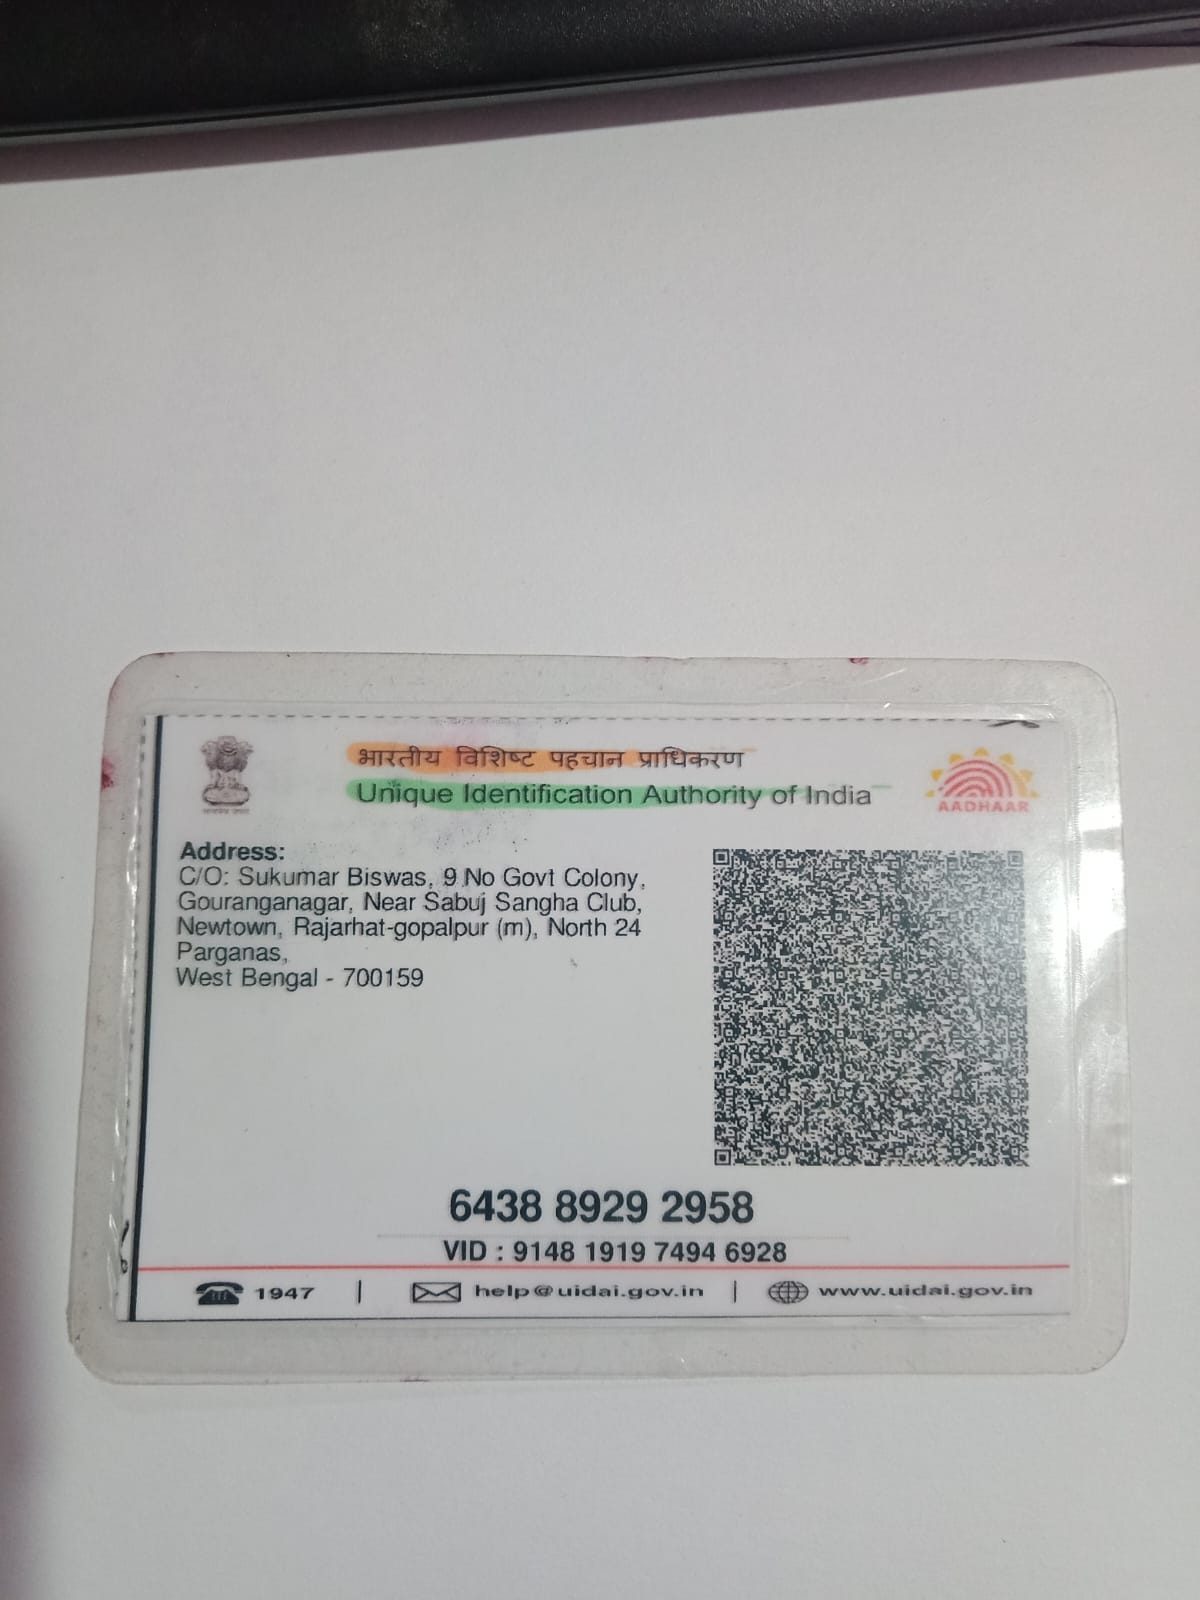 भारतीय विशिष्ट पहचान प्राधिकरण
Unique Identification Authority of India
AADHAAR
Address:
C/O: Sukumar Biswas, 9 No Govt Colony,
Gouranganagar, Near Sabuj Sangha Club,
Newtown, Rajarhat-gopalpur (m), North 24
Parganas,
West Bengal - 700159
6438 8929 2958
VID : 9148 1919 7494 6928
1947 | help@uidai.gov.in | www.uidai.gov.in